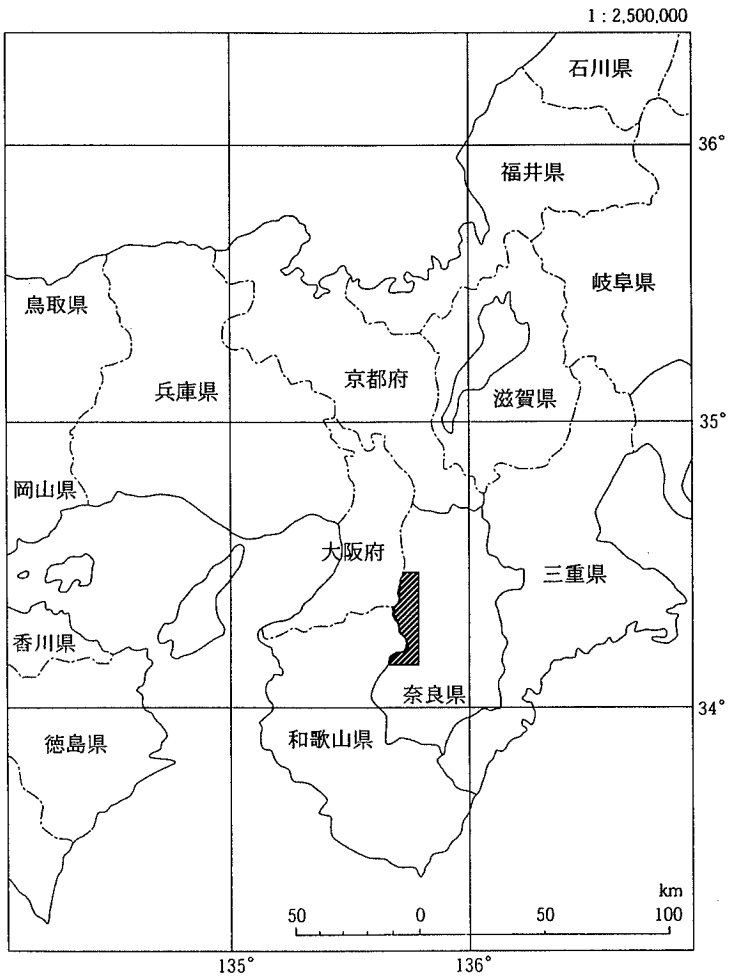 1:2,500,000
石川県
36°
福井県
岐阜県
鳥取県
京都府
兵庫県
滋賀県
35°
岡山県
大阪府
三重県
香川県
奈良県
34°
和歌山県
徳島県
km
50 0 50 100
135° 136°